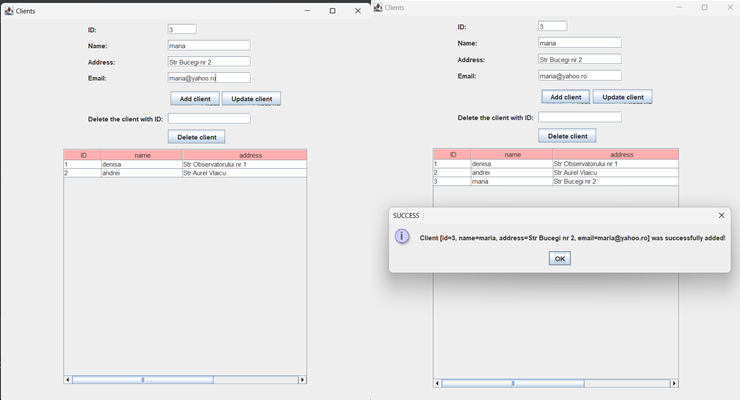 Clients
ID: 3
Name: maria
Address: Str Bucegi nr 2
Email: maria@yahoo.ro
Add client Update client
Delete the client with ID:
Delete client
ID name address
1 denisa Str Observatorului nr 1
2 andrei Str Aurel Vlaicu
Clients
ID: 3
Name: maria
Address: Str Bucegi nr 2
Email: maria@yahoo.ro
Add client Update client
Delete the client with ID:
Delete client
ID name address
1 denisa Str Observatorului nr 1
2 andrei Str Aurel Vlaicu
3 maria Str Bucegi nr 2
SUCCESS
Client [id=3, name=maria, address=Str Bucegi nr 2, email=maria@yahoo.ro] was successfully added!
OK